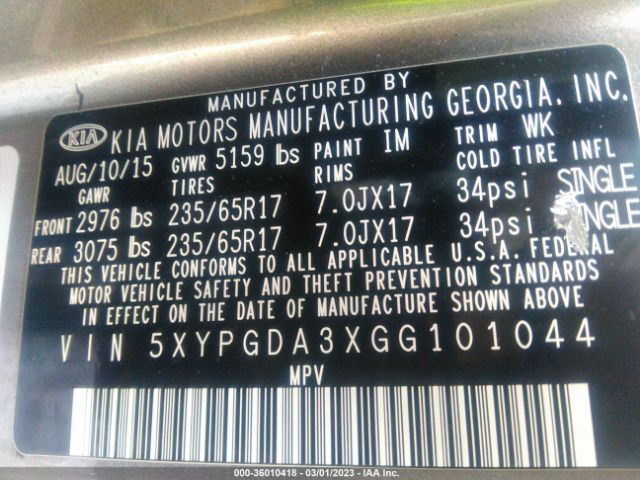 MANUFACTURED BY
KIA KIA MOTORS MANUFACTURING GEORGIA, INC.
AUG/10/15 GVWR 5159 lbs PAINT IM TRIM WK
GAWR TIRES RIMS COLD TIRE INFL
FRONT 2976 lbs 235/65R17 7.0JX17 34psi SINGLE
REAR 3075 lbs 235/65R17 7.0JX17 34psi SINGLE
THIS VEHICLE CONFORMS TO ALL APPLICABLE U.S.A. FEDERAL
MOTOR VEHICLE SAFETY AND THEFT PREVENTION STANDARDS
IN EFFECT ON THE DATE OF MANUFACTURE SHOWN ABOVE
VIN 5XYPGDA3XGG101044
MPV
000-36010418 - 03/01/2023 - IAA Inc.